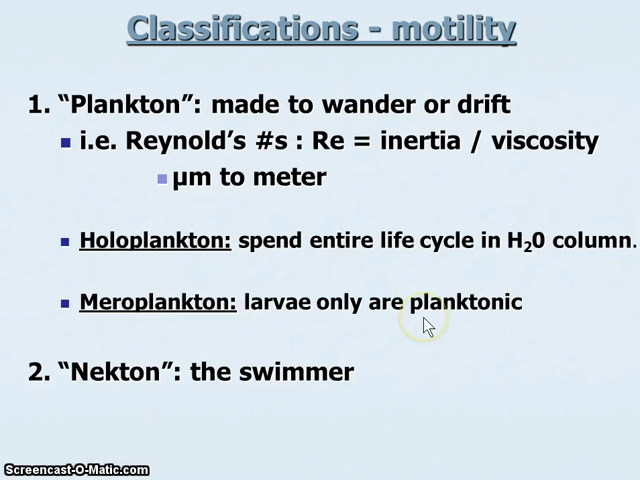 Classifications - motility
1. “Plankton”: made to wander or drift
i.e. Reynold’s #s : Re = inertia / viscosity
µm to meter
Holoplankton: spend entire life cycle in H₂0 column.
Meroplankton: larvae only are planktonic
2. “Nekton”: the swimmer
Screencast-O-Matic.com